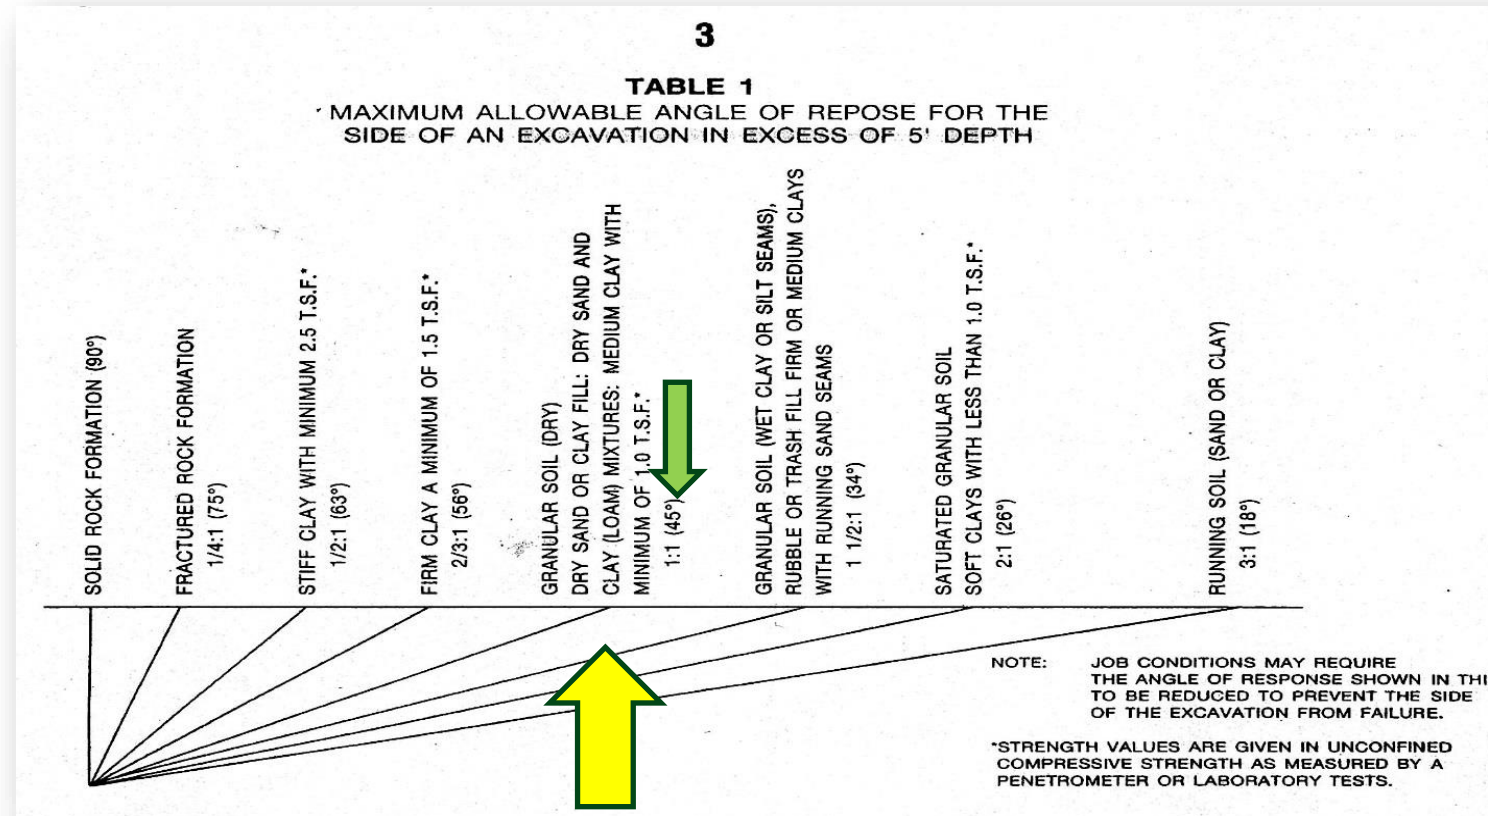 3
TABLE 1
MAXIMUM ALLOWABLE ANGLE OF REPOSE FOR THE
SIDE OF AN EXCAVATION IN EXCESS OF 5' DEPTH
SOLID ROCK FORMATION (90°)
FRACTURED ROCK FORMATION
1/4:1 (75°)
STIFF CLAY WITH MINIMUM 2.5 T.S.F.*
1/2:1 (63°)
FIRM CLAY A MINIMUM OF 1.5 T.S.F.*
2/3:1 (56°)
GRANULAR SOIL (DRY)
DRY SAND OR CLAY FILL: DRY SAND AND
CLAY (LOAM) MIXTURES: MEDIUM CLAY WITH
MINIMUM OF 1.0 T.S.F.*
1:1 (45°)
GRANULAR SOIL (WET CLAY OR SILT SEAMS),
RUBBLE OR TRASH FILL FIRM OR MEDIUM CLAYS
WITH RUNNING SAND SEAMS
1 1/2:1 (34°)
SATURATED GRANULAR SOIL
SOFT CLAYS WITH LESS THAN 1.0 T.S.F.*
2:1 (26°)
RUNNING SOIL (SAND OR CLAY)
3:1 (18°)
NOTE: JOB CONDITIONS MAY REQUIRE
THE ANGLE OF RESPONSE SHOWN IN
TO BE REDUCED TO PREVENT THE SIDE
OF THE EXCAVATION FROM FAILURE.
*STRENGTH VALUES ARE GIVEN IN UNCONFINED
COMPRESSIVE STRENGTH AS MEASURED BY A
PENETROMETER OR LABORATORY TESTS.